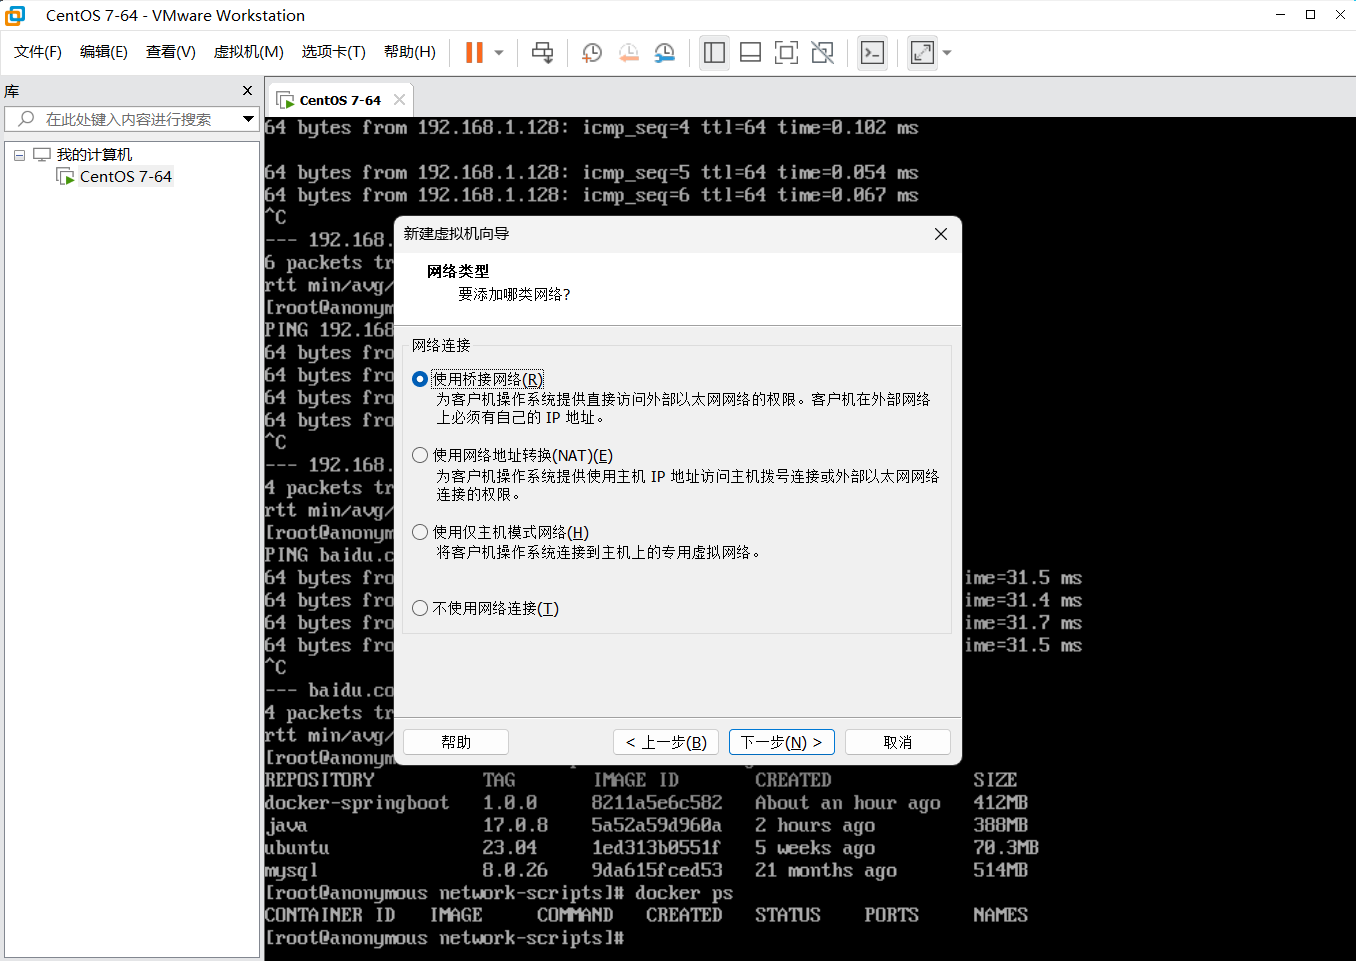 CentOS 7-64 - VMware Workstation
文件(F) 编辑(E) 查看(V) 虚拟机(M) 选项卡(T) 帮助(H)
库
在此处键入内容进行搜索
我的计算机
CentOS 7-64
CentOS 7-64
64 bytes from 192.168.1.128: icmp_seq=4 ttl=64 time=0.102 ms
64 bytes from 192.168.1.128: icmp_seq=5 ttl=64 time=0.054 ms
64 bytes from 192.168.1.128: icmp_seq=6 ttl=64 time=0.067 ms
^C
--- 192.168.
6 packets tr
rtt min/avg/
[root@anonym
PING 192.168
64 bytes fro
64 bytes fro
64 bytes fro
64 bytes fro
^C
--- 192.168.
4 packets tr
rtt min/avg/
[root@anonym
PING baidu.c
64 bytes fro ime=31.5 ms
64 bytes fro ime=31.4 ms
64 bytes fro ime=31.7 ms
64 bytes fro ime=31.5 ms
^C
--- baidu.co
4 packets tr
rtt min/avg/
[root@anonym
REPOSITORY TAG IMAGE ID CREATED SIZE
docker-springboot 1.0.0 8211a5e6c582 About an hour ago 412MB
java 17.0.8 5a52a59d960a 2 hours ago 388MB
ubuntu 23.04 1ed313b0551f 5 weeks ago 70.3MB
mysql 8.0.26 9da615fced53 21 months ago 514MB
[root@anonymous network-scripts]# docker ps
CONTAINER ID IMAGE COMMAND CREATED STATUS PORTS NAMES
[root@anonymous network-scripts]#
新建虚拟机向导
网络类型
要添加哪类网络?
网络连接
使用桥接网络(R)
为客户机操作系统提供直接访问外部以太网网络的权限。客户机在外部网络
上必须有自己的 IP 地址。
使用网络地址转换(NAT)(E)
为客户机操作系统提供使用主机 IP 地址访问主机拨号连接或外部以太网网络
连接的权限。
使用仅主机模式网络(H)
将客户机操作系统连接到主机上的专用虚拟网络。
不使用网络连接(T)
帮助 < 上一步(B) 下一步(N) > 取消